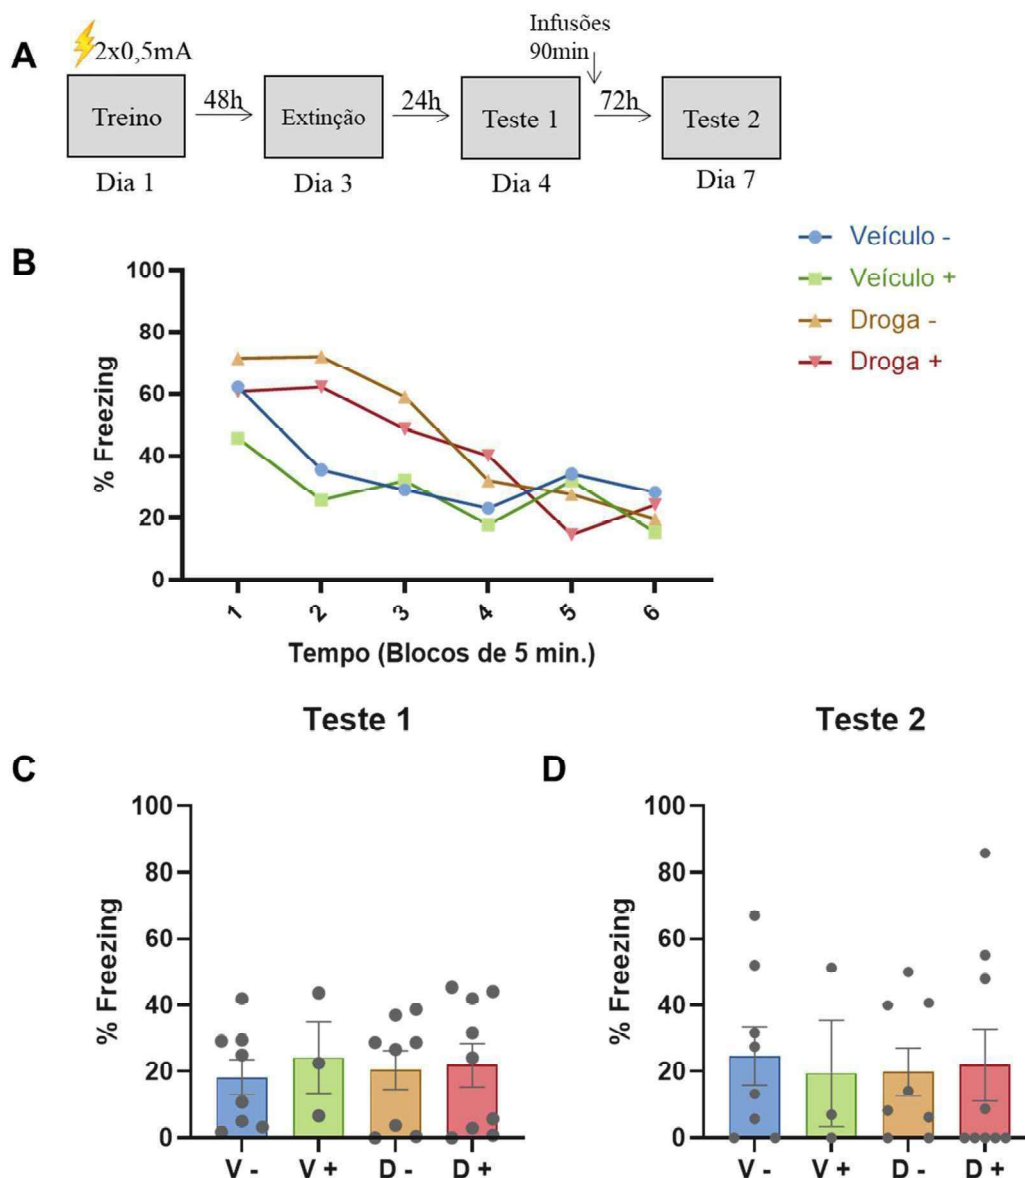 A
2x0,5mA
Infusões
90min
Treino
48h
Extinção
24h
Teste 1
72h
Teste 2
Dia 1
Dia 3
Dia 4
Dia 7
B
100
80
60
40
20
0
% Freezing
1
2
3
4
5
6
Tempo (Blocos de 5 min.)
Veículo -
Veículo +
Droga -
Droga +
Teste 1
C
100
80
60
40
20
0
% Freezing
V -
V +
D -
D +
Teste 2
D
100
80
60
40
20
0
% Freezing
V -
V +
D -
D +